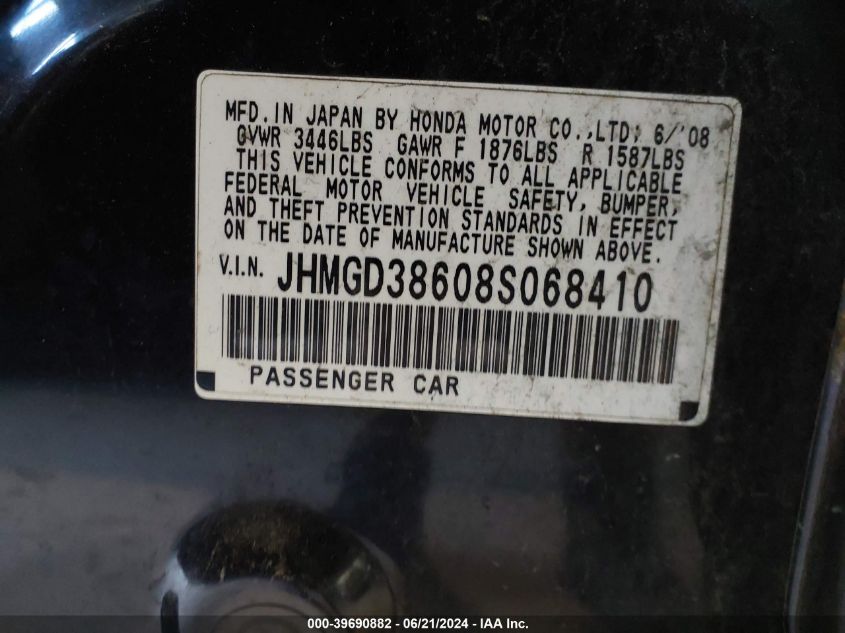 MFD. IN JAPAN BY HONDA MOTOR CO.,LTD; 6/'08
GVWR 3446LBS GAWR F 1876LBS R 1587LBS
THIS VEHICLE CONFORMS TO ALL APPLICABLE
FEDERAL MOTOR VEHICLE SAFETY, BUMPER,
AND THEFT PREVENTION STANDARDS IN EFFECT
ON THE DATE OF MANUFACTURE SHOWN ABOVE.
V.I.N. JHMGD38608S068410
PASSENGER CAR
000-39690882 - 06/21/2024 - IAA Inc.